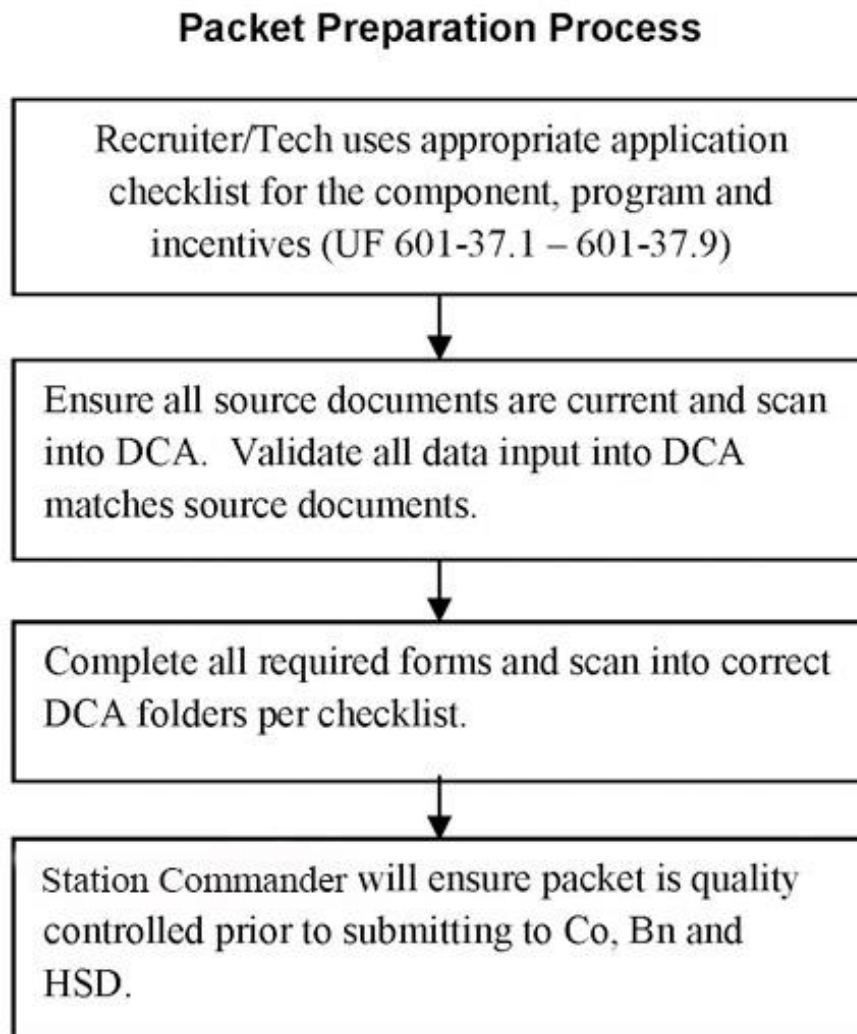 Packet Preparation Process
Recruiter/Tech uses appropriate application
checklist for the component, program and
incentives (UF 601-37.1 – 601-37.9)
Ensure all source documents are current and scan
into DCA.  Validate all data input into DCA
matches source documents.
Complete all required forms and scan into correct
DCA folders per checklist.
Station Commander will ensure packet is quality
controlled prior to submitting to Co, Bn and
HSD.